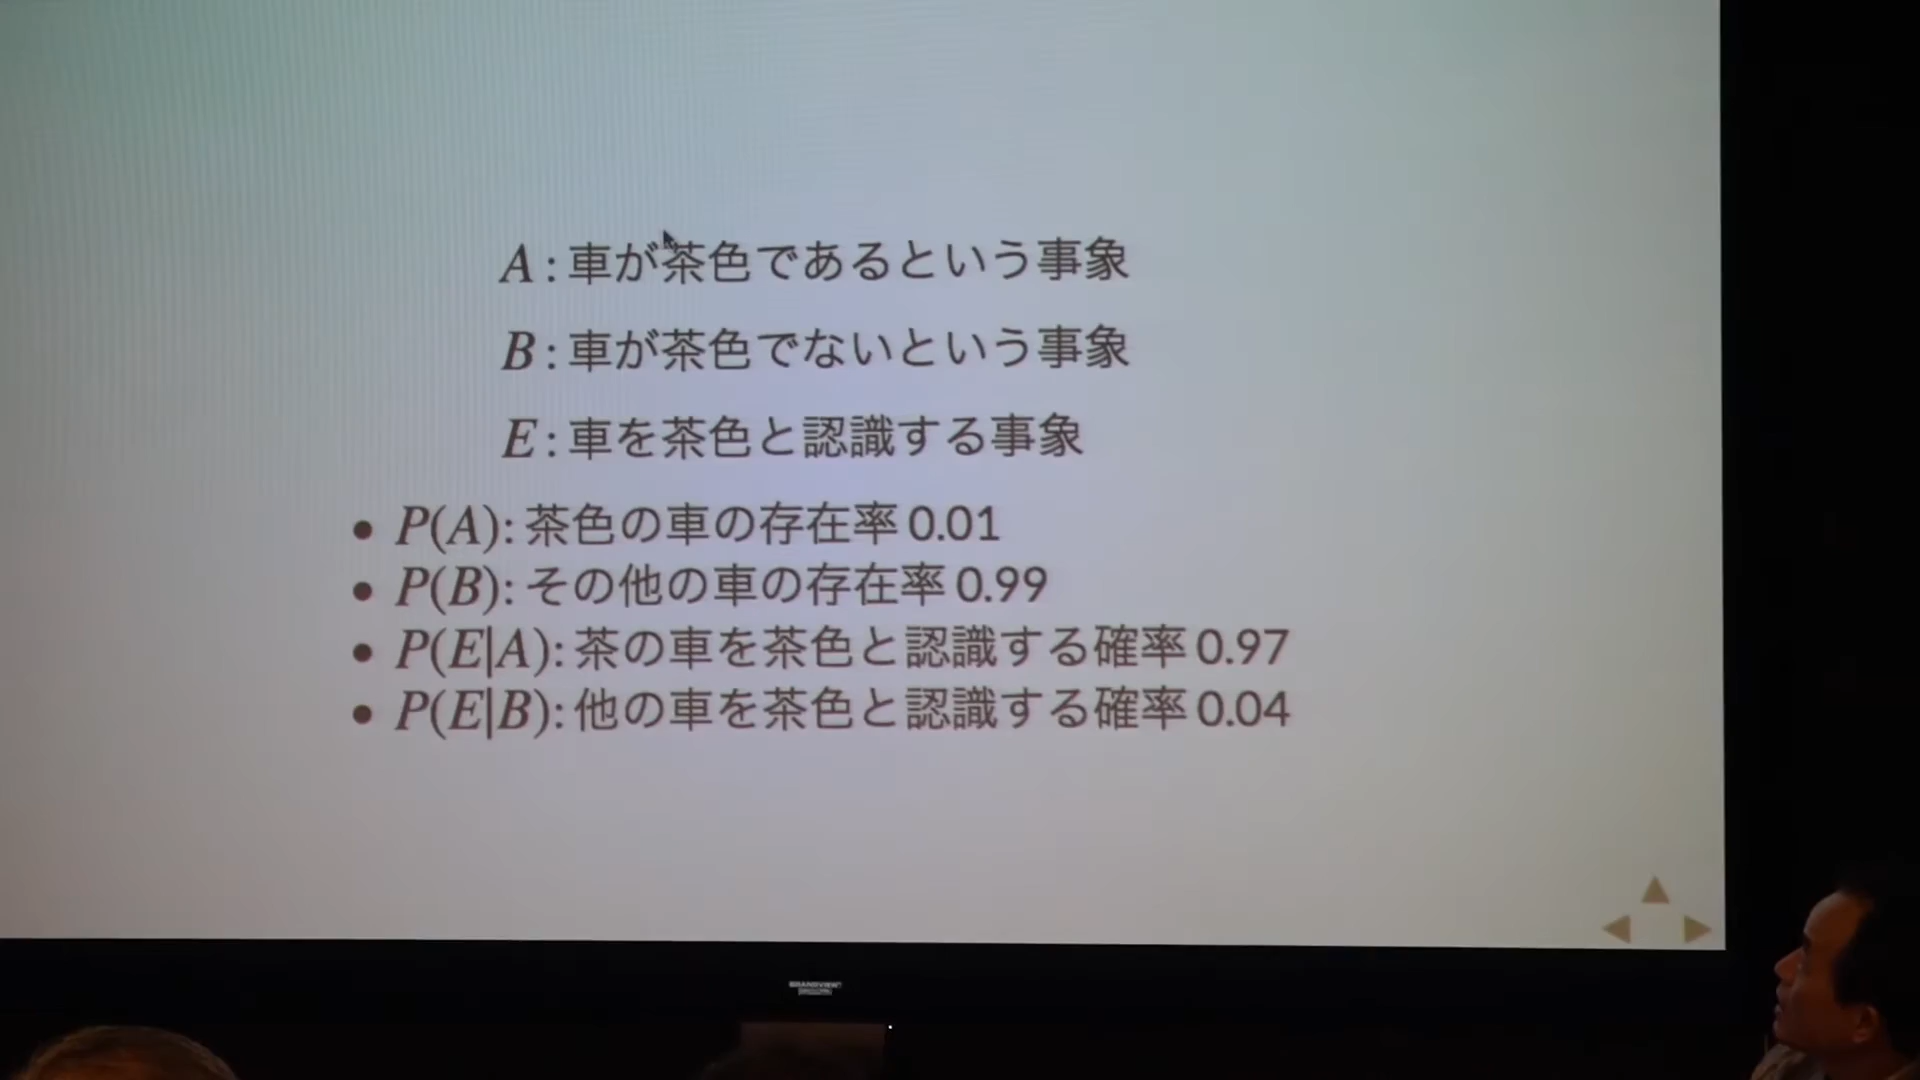 A : 車が茶色であるという事象
B : 車が茶色でないという事象
E : 車を茶色と認識する事象
• P(A): 茶色の車の存在率 0.01
• P(B): その他の車の存在率 0.99
• P(E|A): 茶の車を茶色と認識する確率 0.97
• P(E|B): 他の車を茶色と認識する確率 0.04